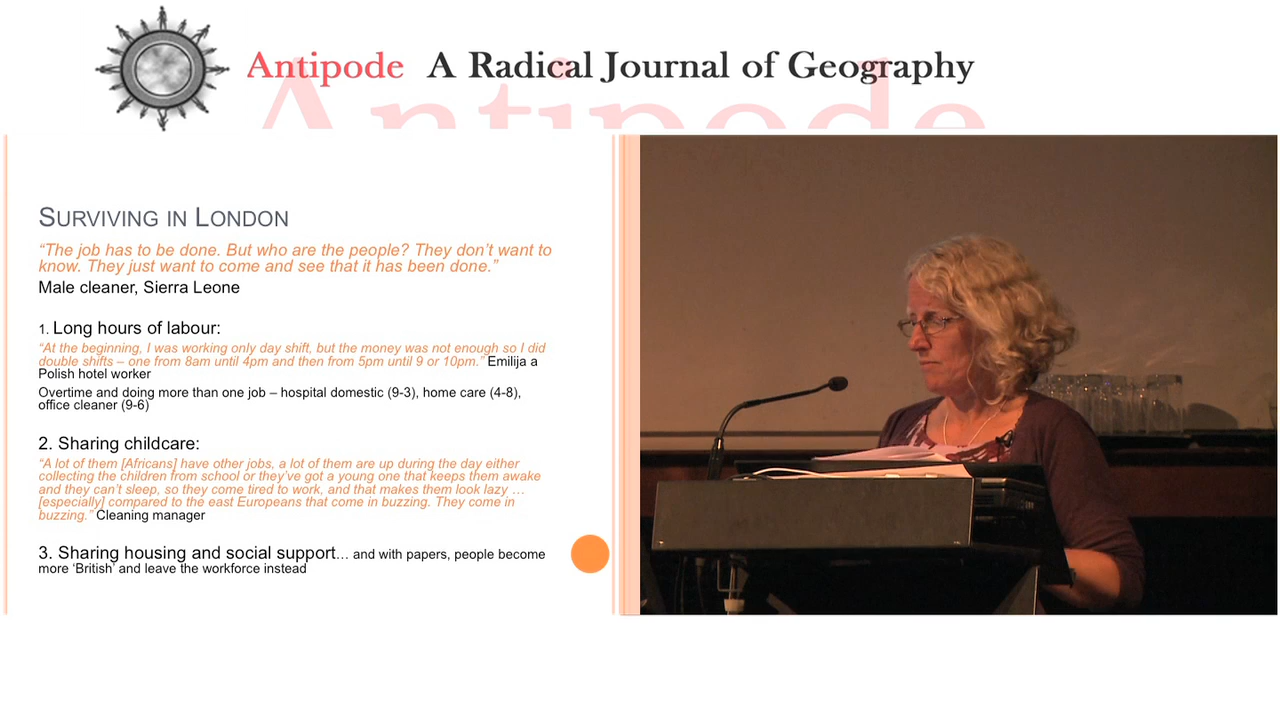 Antipode A Radical Journal of Geography
Antipode
SURVIVING IN LONDON
“The job has to be done. But who are the people? They don’t want to
know. They just want to come and see that it has been done.”
Male cleaner, Sierra Leone
1. Long hours of labour:
“At the beginning, I was working only day shift, but the money was not enough so I did
double shifts – one from 8am until 4pm and then from 5pm until 9 or 10pm.” Emilija a
Polish hotel worker
Overtime and doing more than one job – hospital domestic (9-3), home care (4-8),
office cleaner (9-6)
2. Sharing childcare:
“A lot of them [Africans] have other jobs, a lot of them are up during the day either
collecting the children from school or they’ve got a young one that keeps them awake
and they can’t sleep, so they come tired to work, and that makes them look lazy …
[especially] compared to the east Europeans that come in buzzing. They come in
buzzing.” Cleaning manager
3. Sharing housing and social support… and with papers, people become
more ‘British’ and leave the workforce instead